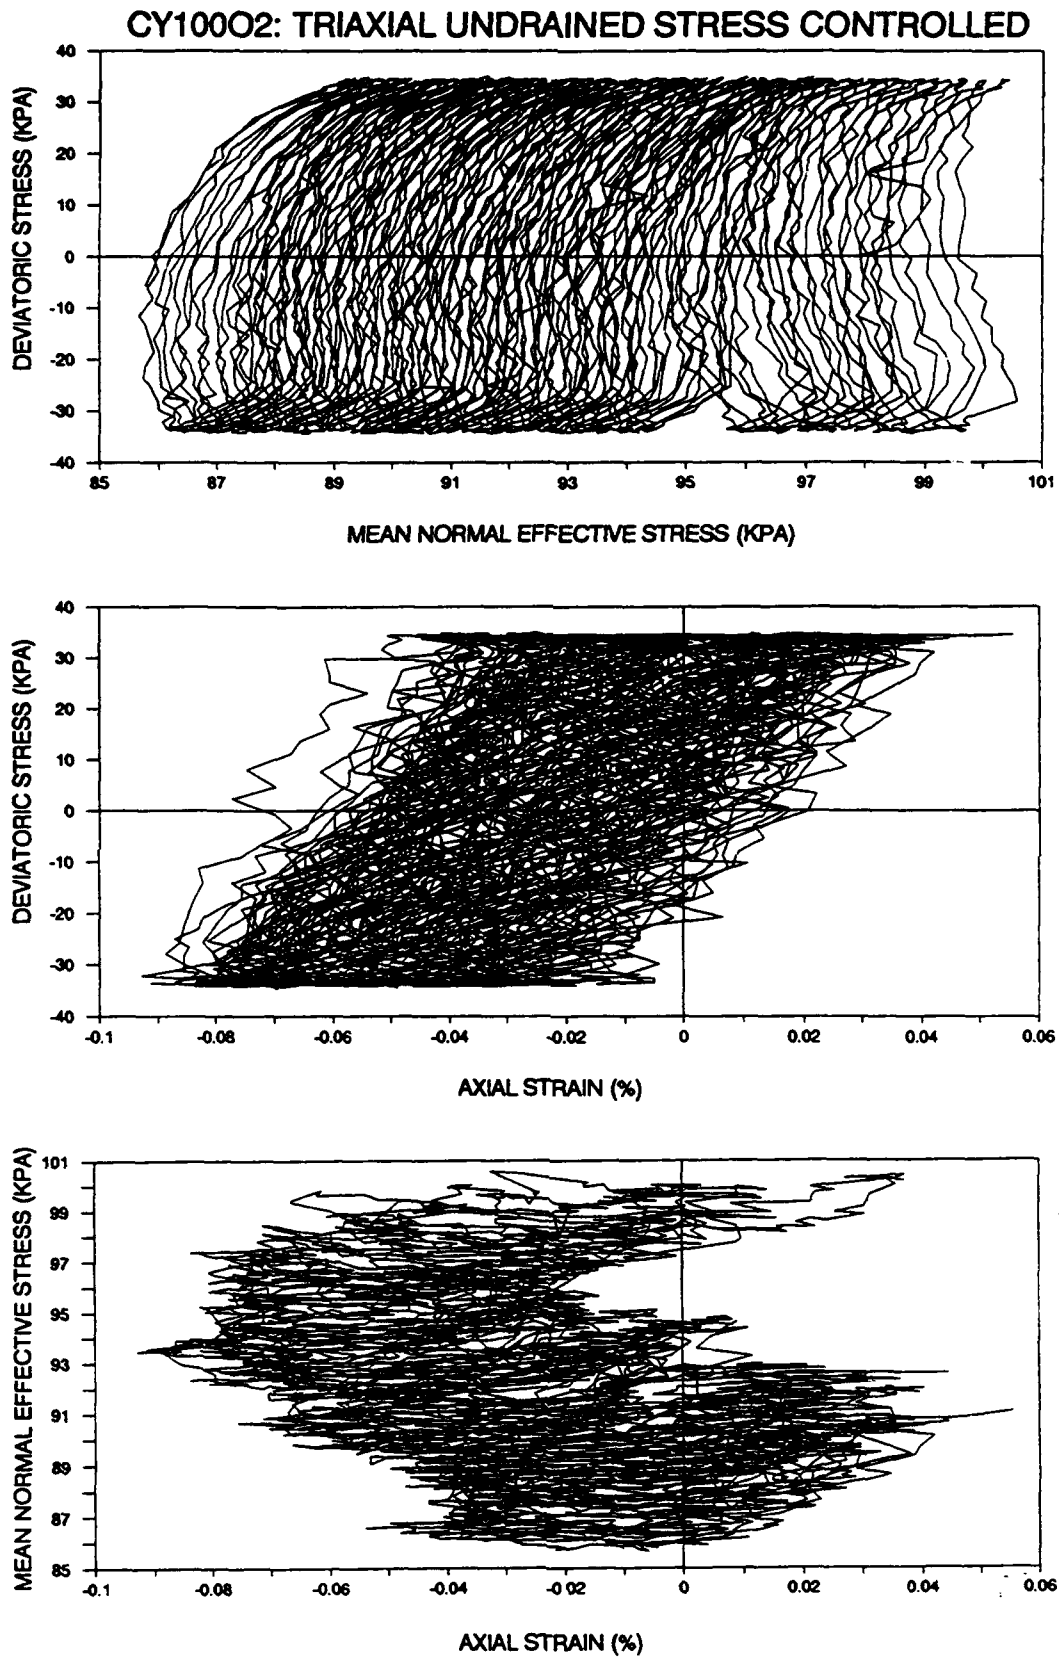 CY100O2: TRIAXIAL UNDRAINED STRESS CONTROLLED
DEVIATORIC STRESS (KPA)
40
30
20
10
0
-10
-20
-30
-40
85 87 89 91 93 95 97 99 101
MEAN NORMAL EFFECTIVE STRESS (KPA)
DEVIATORIC STRESS (KPA)
40
30
20
10
0
-10
-20
-30
-40
-0.1 -0.08 -0.06 -0.04 -0.02 0 0.02 0.04 0.06
AXIAL STRAIN (%)
MEAN NORMAL EFFECTIVE STRESS (KPA)
101
99
97
95
93
91
89
87
85
-0.1 -0.08 -0.06 -0.04 -0 02 0 0.02 0.04 0.06
AXIAL STRAIN (%)